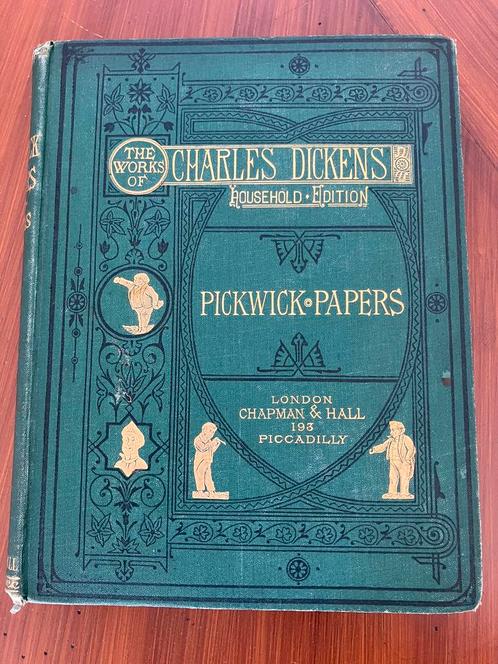 THE
WORKS
OF
CHARLES DICKENS
HOUSEHOLD • EDITION
PICKWICK • PAPERS
LONDON
CHAPMAN & HALL
193
PICCADILLY